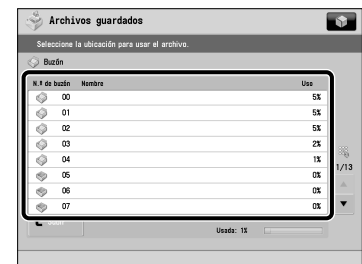 Archivos guardados
Seleccione la ubicación para usar el archivo.
Buzón
N.º de buzón Nombre Uso
00 5%
01 5%
02 5%
03 2%
04 1%
05 0%
06 0%
07 0%
1/13
Usada: 1%